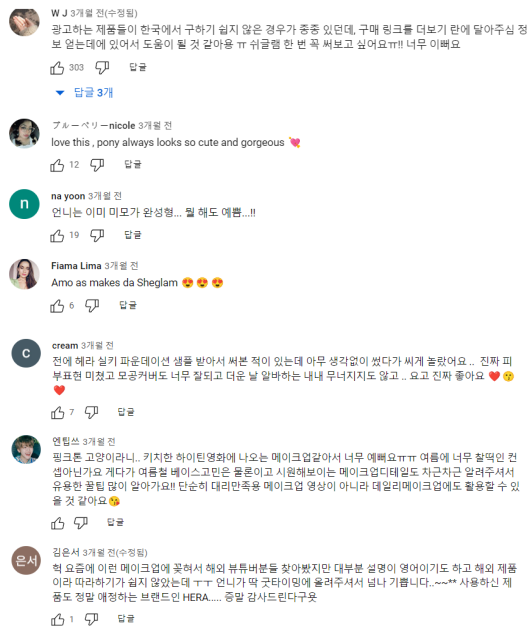 W J 3개월 전(수정됨)
광고하는 제품들이 한국에서 구하기 쉽지 않은 경우가 종종 있던데, 구매 링크를 더보기 란에 달아주심 정
보 얻는데에 있어서 도움이 될 것 같아용 ㅠ 쉬글램 한 번 꼭 써보고 싶어요ㅠ!! 너무 이뻐요
303 답글
답글 3개
ブルーベリーnicole 3개월 전
love this , pony always looks so cute and gorgeous 💘
12 답글
n
na yoon 3개월 전
언니는 이미 미모가 완성형... 뭘 해도 예쁨...!!
19 답글
Fiama Lima 3개월 전
Amo as makes da Sheglam 😍 😍 😍
6 답글
c
cream 3개월 전
전에 헤라 실키 파운데이션 샘플 받아서 써본 적이 있는데 아무 생각없이 썼다가 씨게 놀랐어요 .. 진짜 피
부표현 미쳤고 모공커버도 너무 잘되고 더운 날 알바하는 내내 무너지지도 않고 .. 요고 진짜 좋아요 ❤️😗
❤️
7 답글
엔팁쓰 3개월 전
핑크톤 고양이라니.. 키치한 하이틴영화에 나오는 메이크업같아서 너무 예뻐요ㅠㅠ 여름에 너무 찰떡인 컨
셉아닌가요 게다가 여름철 베이스고민은 물론이고 시원해보이는 메이크업디테일도 차근차근 알려주셔서
유용한 꿀팁 많이 알아가요!! 단순히 대리만족용 메이크업 영상이 아니라 데일리메이크업에도 활용할 수 있
을 것 같아요😘
답글
은서
김은서 3개월 전(수정됨)
헉 요즘에 이런 메이크업에 꽂혀서 해외 뷰튜버분들 찾아봤지만 대부분 설명이 영어이기도 하고 해외 제품
이라 따라하기가 쉽지 않았는데 ㅜㅜ 언니가 딱 굿타이밍에 올려주셔서 넘나 기쁩니다..~~** 사용하신 제
품도 정말 애정하는 브랜드인 HERA..... 증말 감사드린다구욧
1 답글